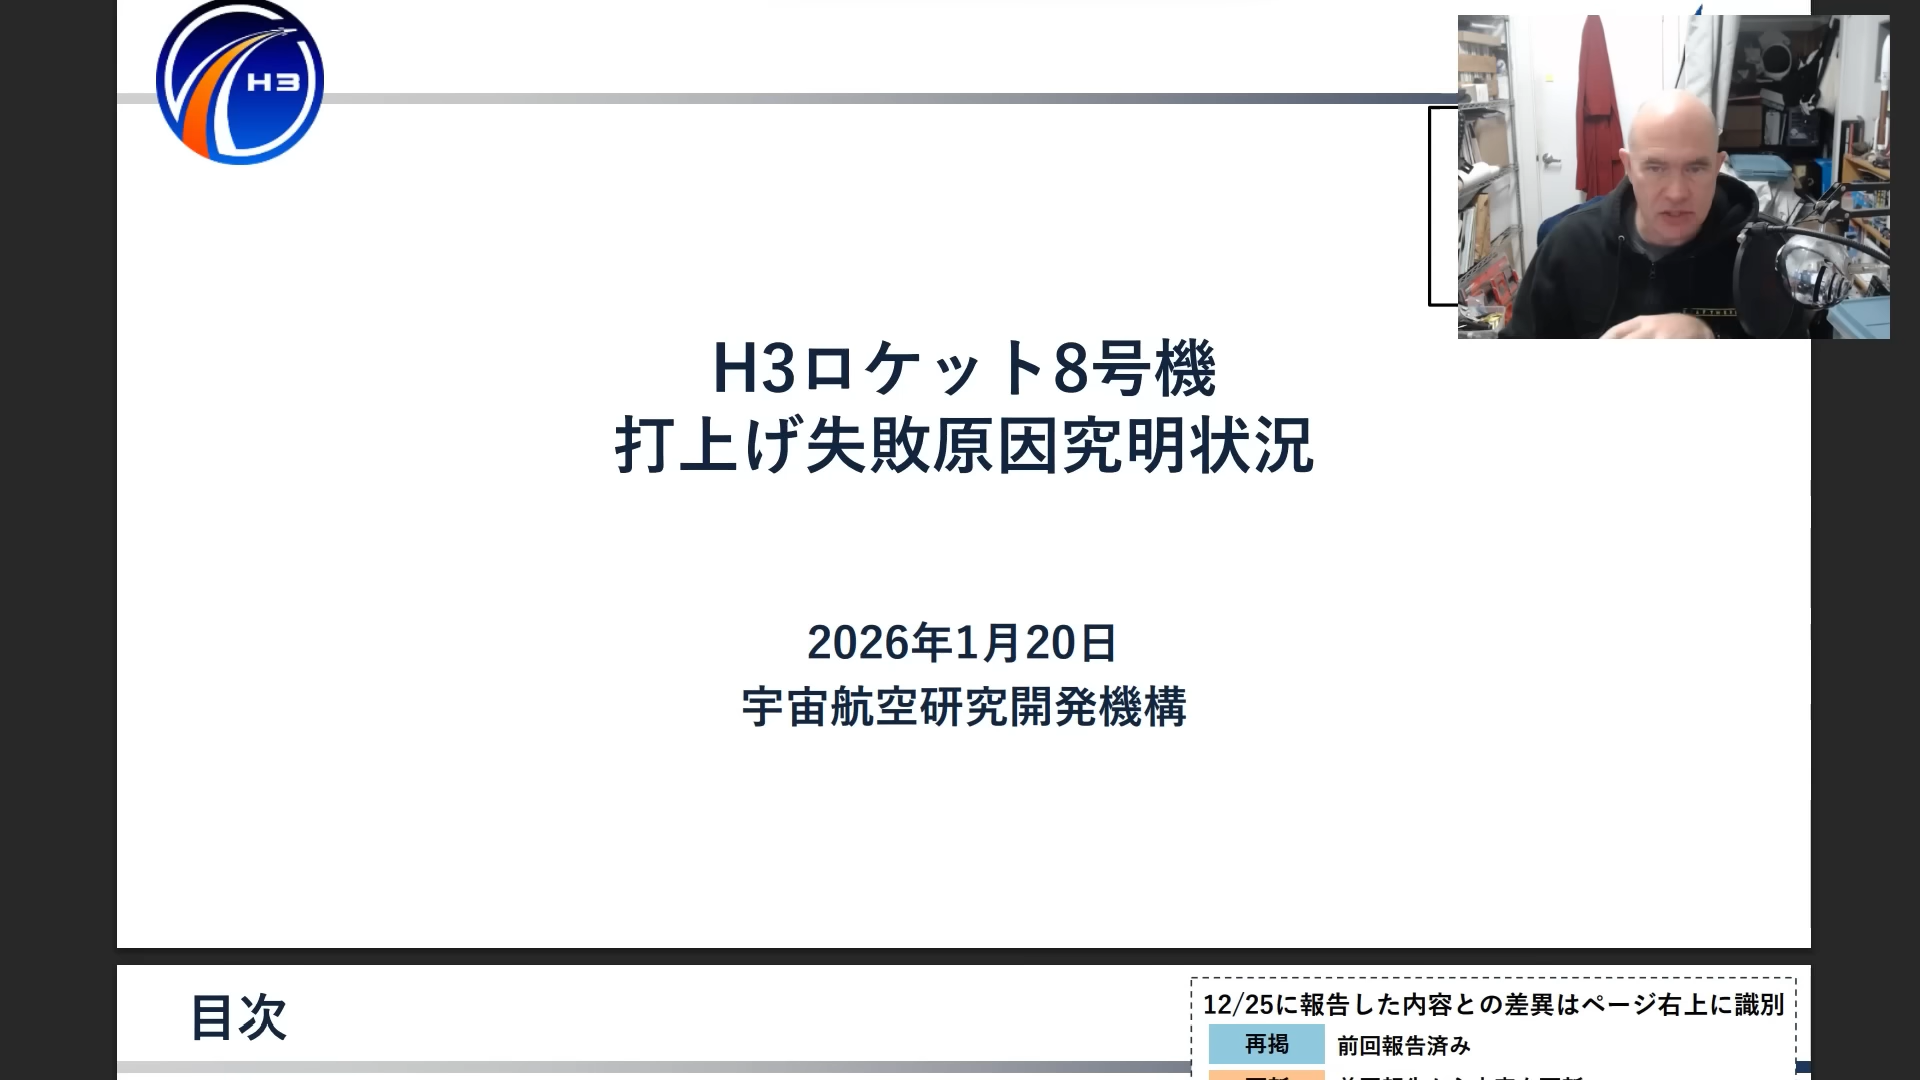 H3
H3ロケット8号機
打上げ失敗原因究明状況
2026年1月20日
宇宙航空研究開発機構
目次
12/25に報告した内容との差異はページ右上に識別
再掲 前回報告済み